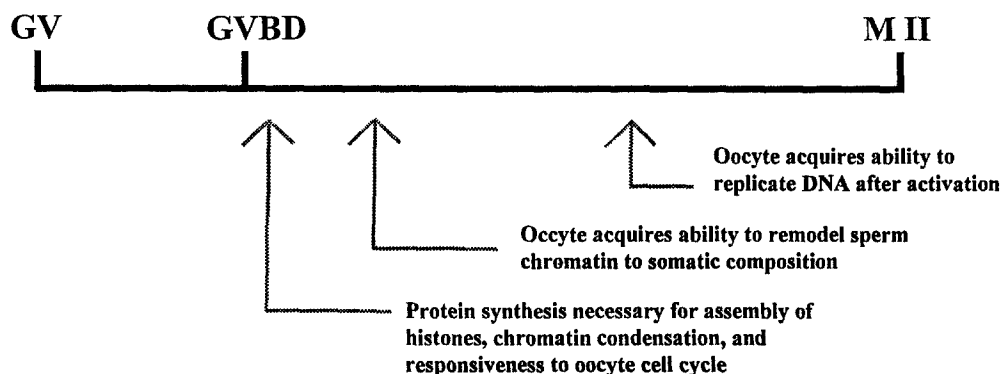 GV GVBD M II
Oocyte acquires ability to
replicate DNA after activation
Occyte acquires ability to remodel sperm
chromatin to somatic composition
Protein synthesis necessary for assembly of
histones, chromatin condensation, and
responsiveness to oocyte cell cycle